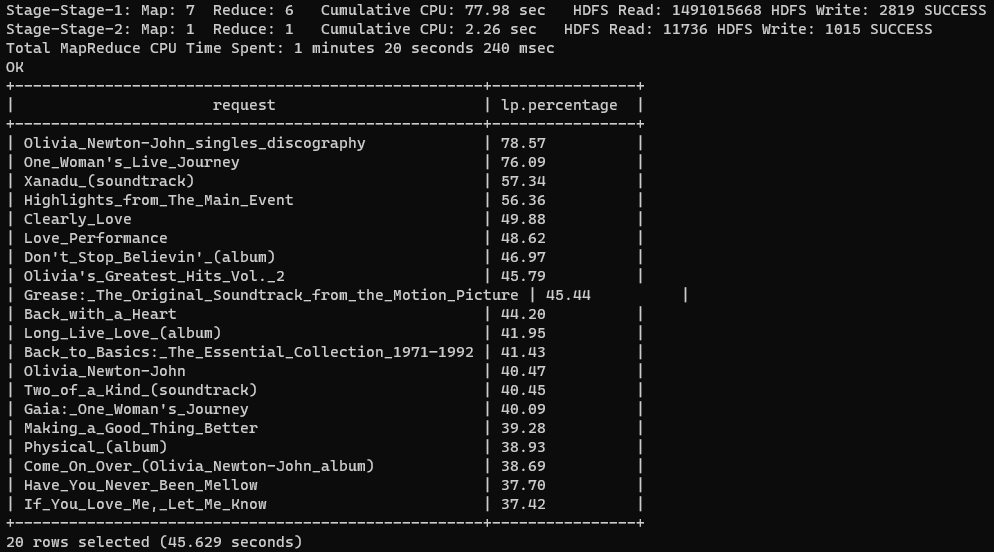 Stage-Stage-1: Map: 7  Reduce: 6   Cumulative CPU: 77.98 sec   HDFS Read: 1491015668 HDFS Write: 2819 SUCCESS
Stage-Stage-2: Map: 1  Reduce: 1   Cumulative CPU: 2.26 sec   HDFS Read: 11736 HDFS Write: 1015 SUCCESS
Total MapReduce CPU Time Spent: 1 minutes 20 seconds 240 msec
OK
+----------------------------------------------------+----------------+
|                      request                       | lp.percentage  |
+----------------------------------------------------+----------------+
| Olivia_Newton-John_singles_discography             | 78.57          |
| One_Woman's_Live_Journey                           | 76.09          |
| Xanadu_(soundtrack)                                | 57.34          |
| Highlights_from_The_Main_Event                     | 56.36          |
| Clearly_Love                                       | 49.88          |
| Love_Performance                                   | 48.62          |
| Don't_Stop_Believin'_(album)                       | 46.97          |
| Olivia's_Greatest_Hits_Vol._2                      | 45.79          |
| Grease:_The_Original_Soundtrack_from_the_Motion_Picture | 45.44          |
| Back_with_a_Heart                                  | 44.20          |
| Long_Live_Love_(album)                             | 41.95          |
| Back_to_Basics:_The_Essential_Collection_1971-1992 | 41.43          |
| Olivia_Newton-John                                 | 40.47          |
| Two_of_a_Kind_(soundtrack)                         | 40.45          |
| Gaia:_One_Woman's_Journey                          | 40.09          |
| Making_a_Good_Thing_Better                         | 39.28          |
| Physical_(album)                                   | 38.93          |
| Come_On_Over_(Olivia_Newton-John_album)            | 38.69          |
| Have_You_Never_Been_Mellow                         | 37.70          |
| If_You_Love_Me,_Let_Me_Know                        | 37.42          |
+----------------------------------------------------+----------------+
20 rows selected (45.629 seconds)